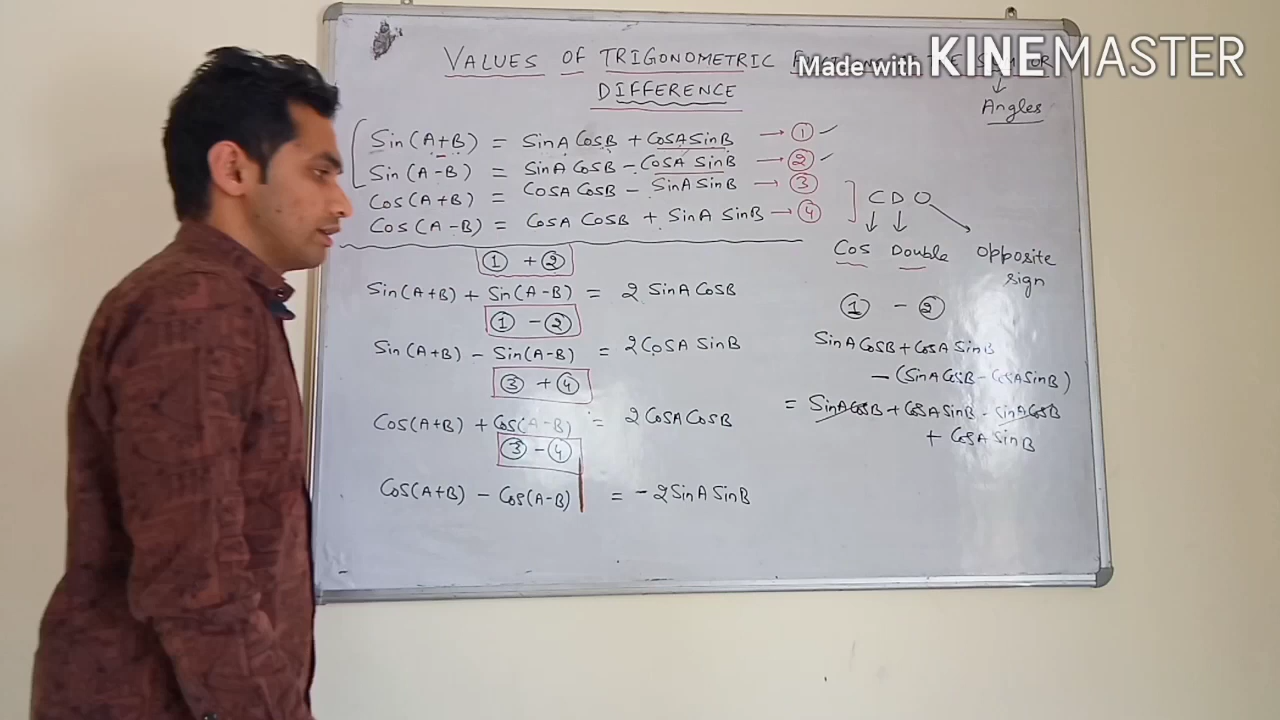 VALUES OF TRIGONOMETRIC
Made with KINEMASTER
DIFFERENCE
Angles
Sin(A+B) = SinA CosB + CosA SinB → ①
Sin(A-B) = SinA CosB - CosA SinB → ②
Cos(A+B) = CosA CosB - SinA SinB → ③
Cos(A-B) = CosA CosB + SinA SinB → ④
C D O
Cos Double Opposite
sign
① + ②
Sin(A+B) + Sin(A-B) = 2 SinA CosB
① - ②
Sin(A+B) - Sin(A-B) = 2 CosA SinB
③ + ④
Cos(A+B) + Cos(A-B) = 2 CosA CosB
③ - ④
Cos(A+B) - Cos(A-B) = -2 SinA SinB
① - ②
SinA CosB + CosA SinB
- (SinA CosB - CosA SinB)
= SinA CosB + CosA SinB - SinA CosB
+ CosA SinB